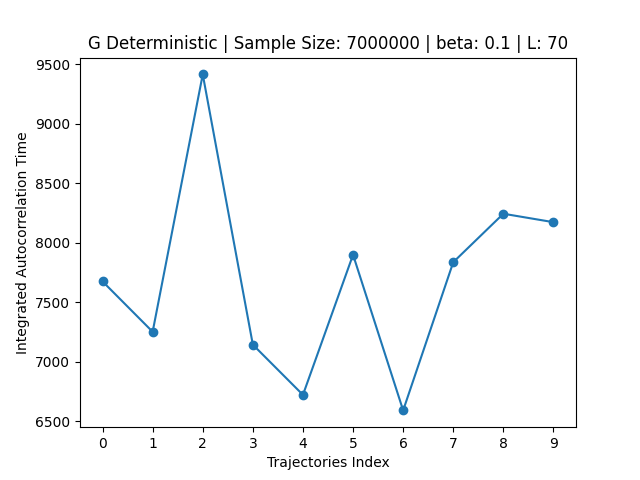 G Deterministic | Sample Size: 7000000 | beta: 0.1 | L: 70
Integrated Autocorrelation Time
9500
9000
8500
8000
7500
7000
6500
0 1 2 3 4 5 6 7 8 9
Trajectories Index